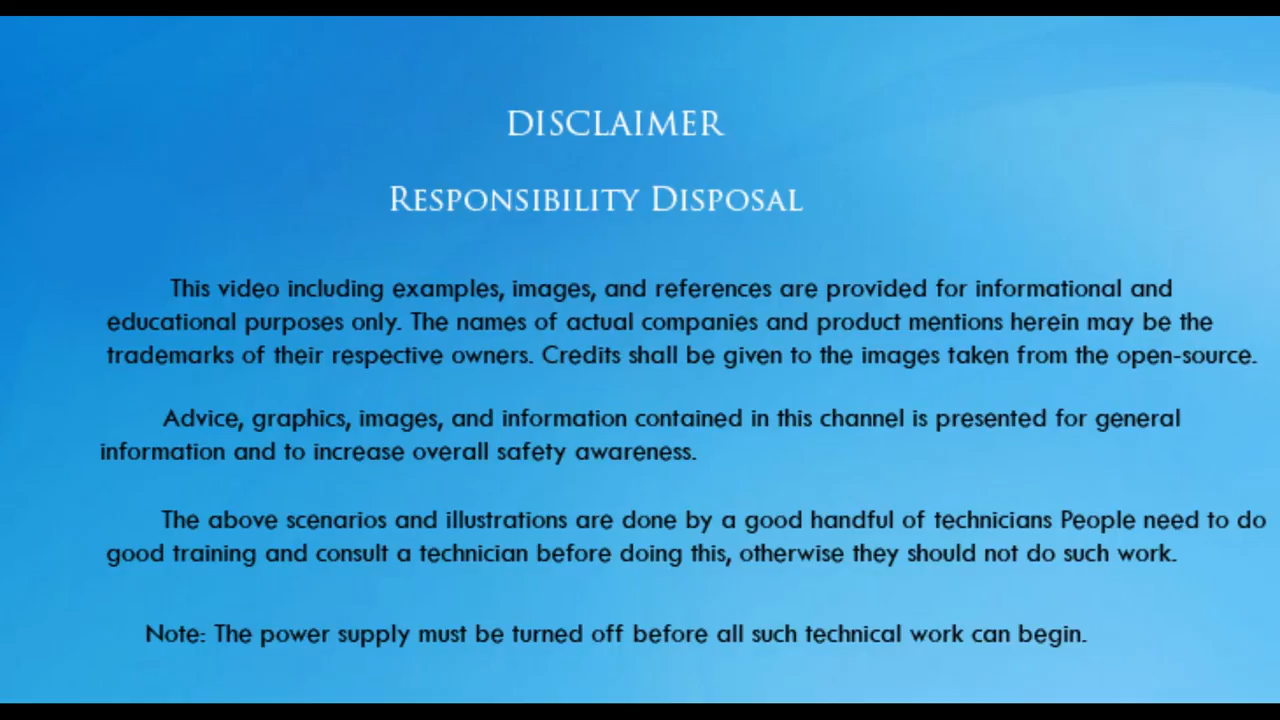 DISCLAIMER
Responsibility Disposal
This video including examples, images, and references are provided for informational and
educational purposes only. The names of actual companies and product mentions herein may be the
trademarks of their respective owners. Credits shall be given to the images taken from the open-source.
Advice, graphics, images, and information contained in this channel is presented for general
information and to increase overall safety awareness.
The above scenarios and illustrations are done by a good handful of technicians People need to do
good training and consult a technician before doing this, otherwise they should not do such work.
Note: The power supply must be turned off before all such technical work can begin.